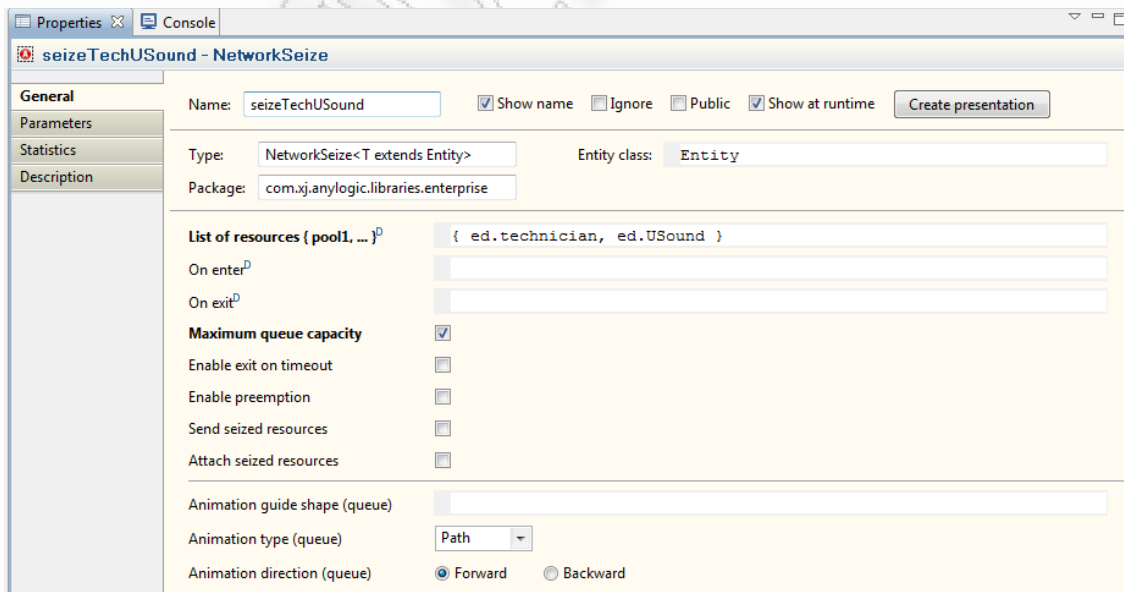 Properties Console
seizeTechUSound - NetworkSeize
General
Parameters
Statistics
Description
Name: seizeTechUSound Show name Ignore Public Show at runtime Create presentation
Type: NetworkSeize<T extends Entity> Entity class: Entity
Package: com.xj.anylogic.libraries.enterprise
List of resources { pool1, ... }D { ed.technician, ed.USound }
On enterD
On exitD
Maximum queue capacity
Enable exit on timeout
Enable preemption
Send seized resources
Attach seized resources
Animation guide shape (queue)
Animation type (queue) Path
Animation direction (queue) Forward Backward